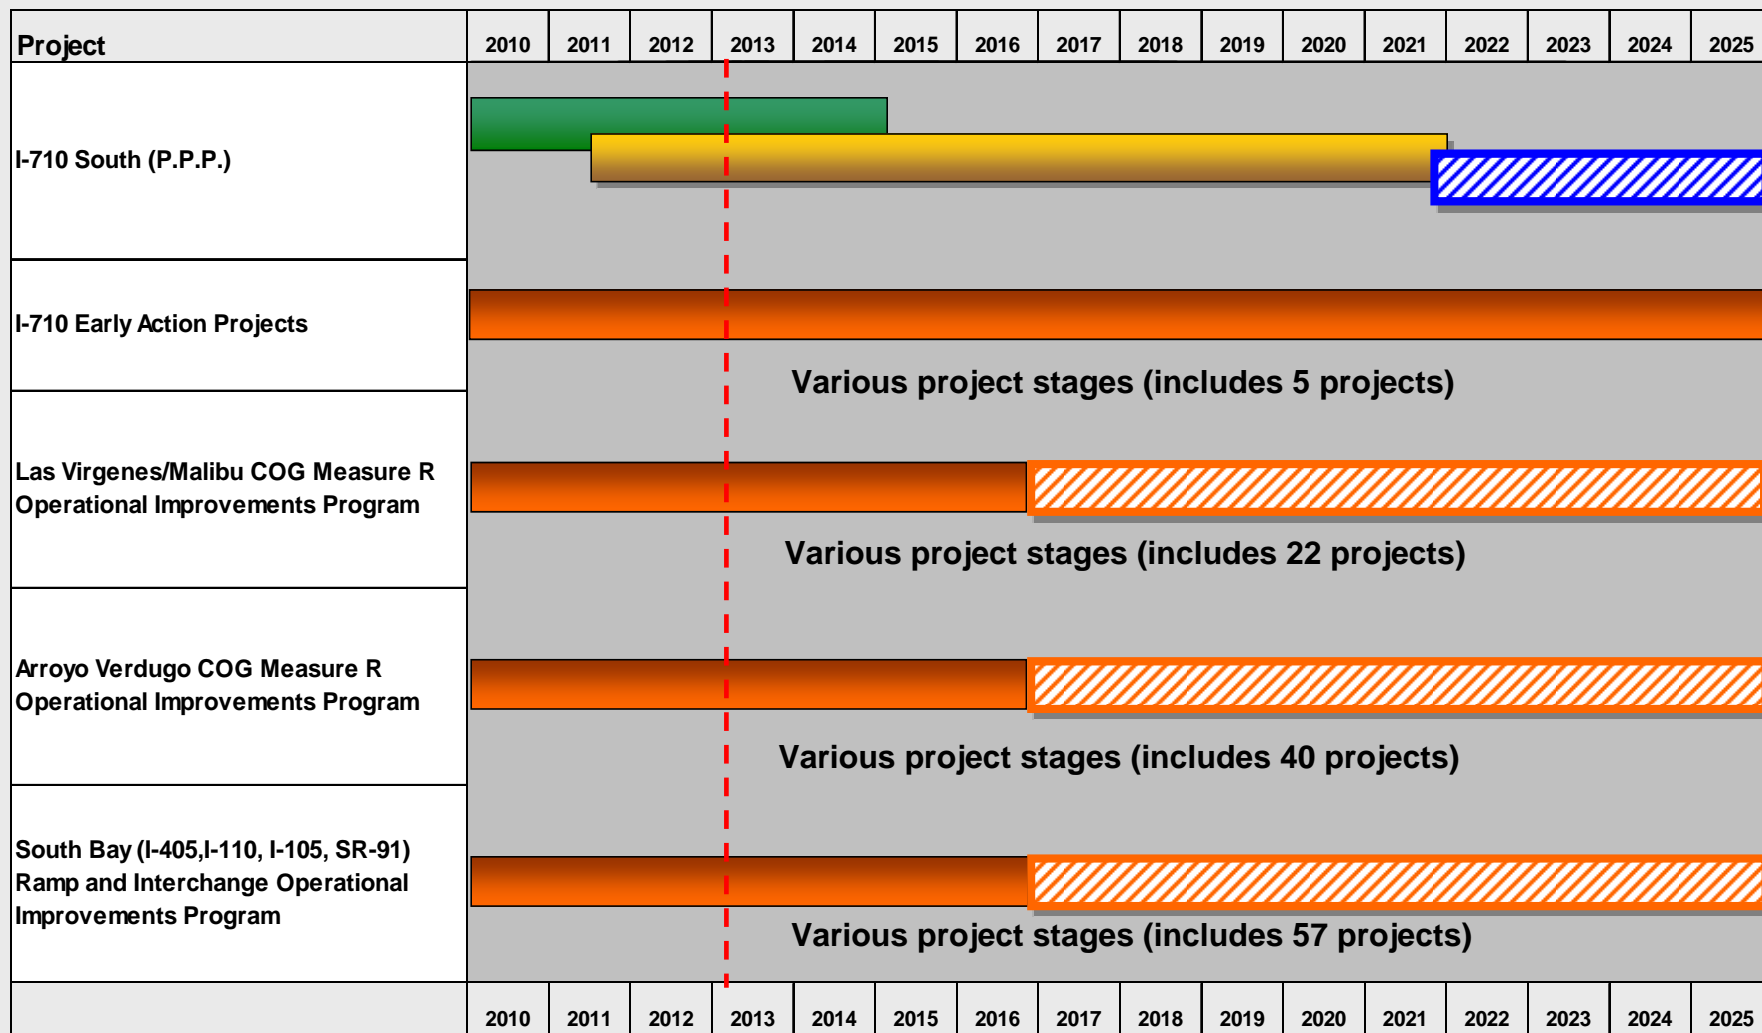 Project 2010 2011 2012 2013 2014 2015 2016 2017 2018 2019 2020 2021 2022 2023 2024 2025
I-710 South (P.P.P.)
I-710 Early Action Projects
Various project stages (includes 5 projects)
Las Virgenes/Malibu COG Measure R
Operational Improvements Program
Various project stages (includes 22 projects)
Arroyo Verdugo COG Measure R
Operational Improvements Program
Various project stages (includes 40 projects)
South Bay (I-405,I-110, I-105, SR-91)
Ramp and Interchange Operational
Improvements Program
Various project stages (includes 57 projects)
2010 2011 2012 2013 2014 2015 2016 2017 2018 2019 2020 2021 2022 2023 2024 2025